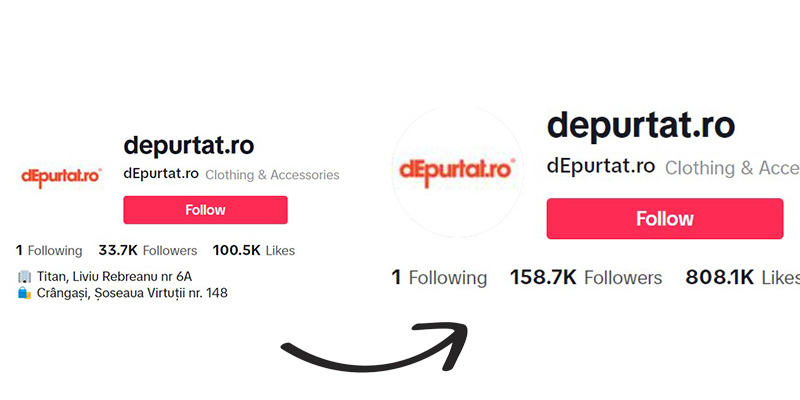 depurtat.ro
dEpurtat.ro
dEpurtat.ro Clothing & Accessories
Follow
1 Following 33.7K Followers 100.5K Likes
Titan, Liviu Rebreanu nr 6A
Crângași, Șoseaua Virtuții nr. 148
depurtat.ro
dEpurtat.ro
dEpurtat.ro Clothing & Acce
Follow
1 Following 158.7K Followers 808.1K Likes